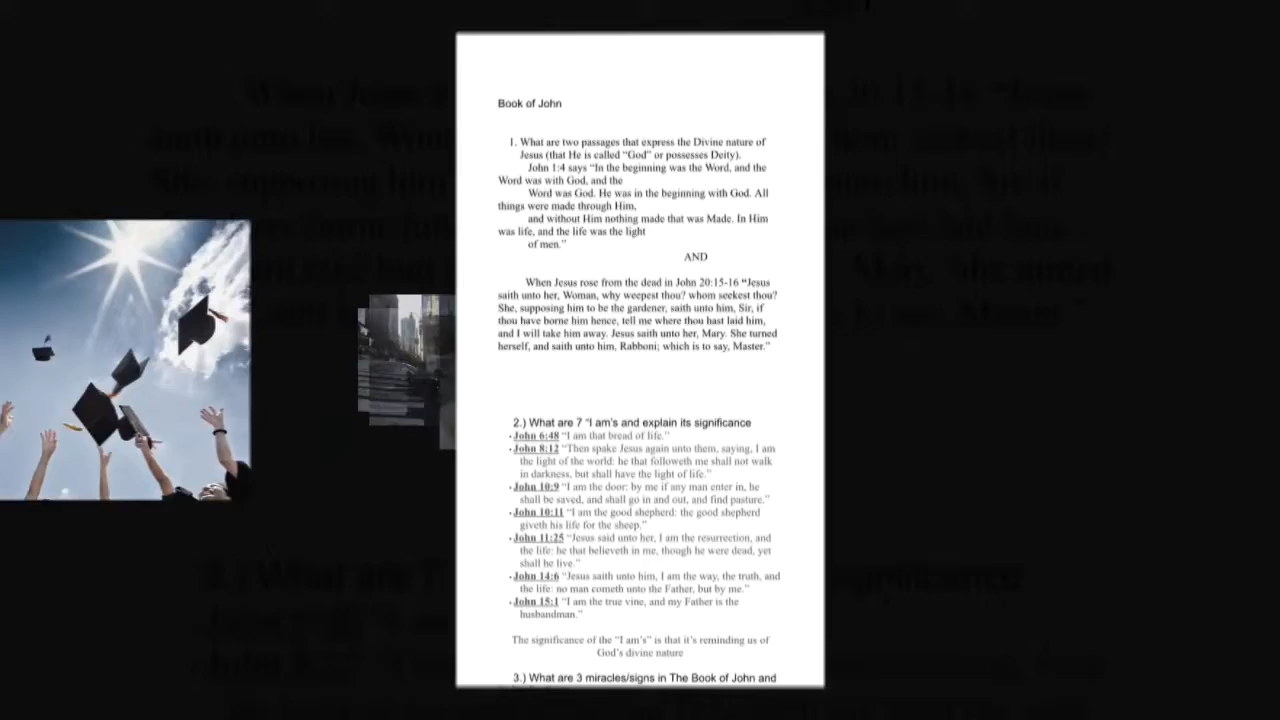 Book of John
1. What are two passages that express the Divine nature of
Jesus (that He is called “God” or possesses Deity).
John 1:4 says “In the beginning was the Word, and the
Word was with God, and the
Word was God. He was in the beginning with God. All
things were made through Him,
and without Him nothing made that was Made. In Him
was life, and the life was the light
of men.”
AND
When Jesus rose from the dead in John 20:15-16 “Jesus
saith unto her, Woman, why weepest thou? whom seekest thou?
She, supposing him to be the gardener, saith unto him, Sir, if
thou have borne him hence, tell me where thou hast laid him,
and I will take him away. Jesus saith unto her, Mary. She turned
herself, and saith unto him, Rabboni; which is to say, Master.”
2.) What are 7 “I am's and explain its significance
·John 6:48 “I am that bread of life.”
·John 8:12 “Then spake Jesus again unto them, saying, I am
the light of the world: he that followeth me shall not walk
in darkness, but shall have the light of life.”
·John 10:9 “I am the door: by me if any man enter in, he
shall be saved, and shall go in and out, and find pasture.”
·John 10:11 “I am the good shepherd: the good shepherd
giveth his life for the sheep.”
·John 11:25 “Jesus said unto her, I am the resurrection, and
the life: he that believeth in me, though he were dead, yet
shall he live.”
·John 14:6 “Jesus saith unto him, I am the way, the truth, and
the life: no man cometh unto the Father, but by me.”
·John 15:1 “I am the true vine, and my Father is the
husbandman.”
The significance of the “I am's” is that it's reminding us of
God's divine nature
3.) What are 3 miracles/signs in The Book of John and